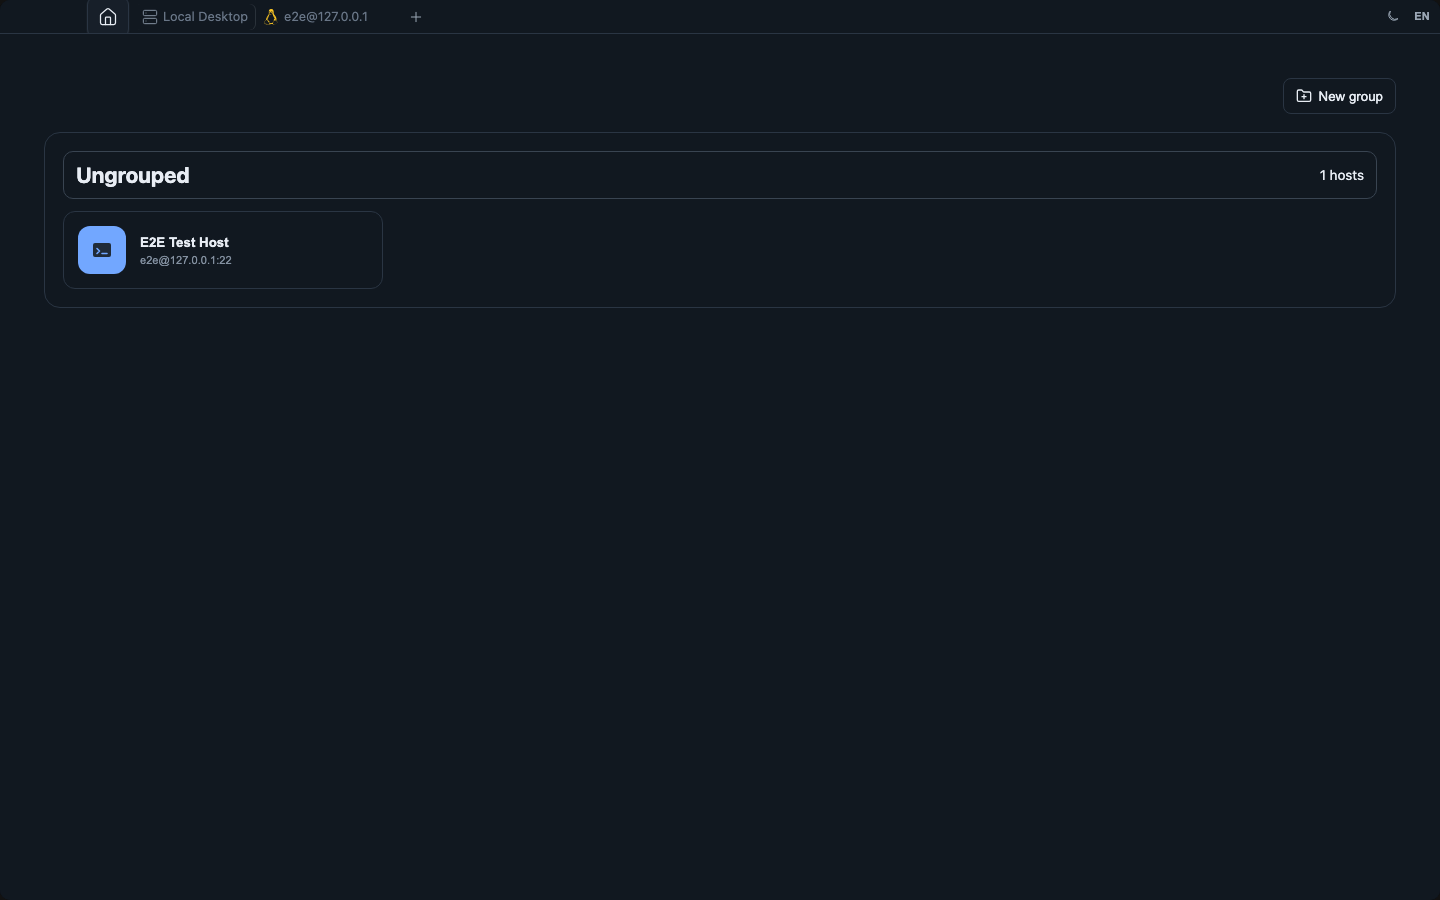 Local Desktop
e2e@127.0.0.1
EN
New group
Ungrouped
1 hosts
E2E Test Host
e2e@127.0.0.1:22